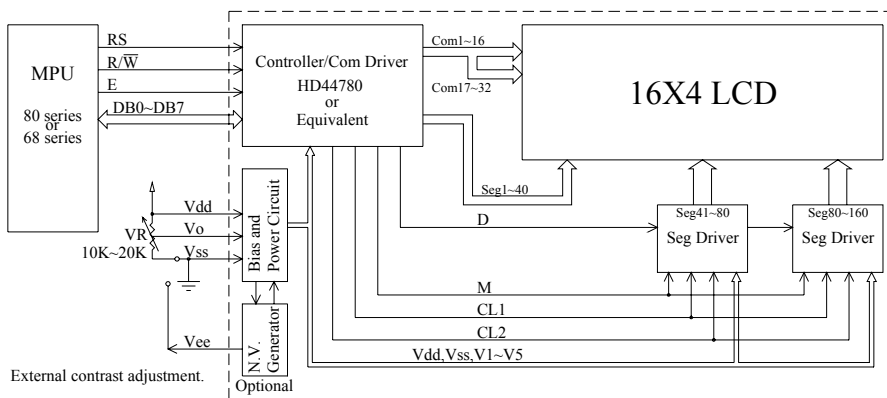 MPU
80 series
or
68 series
RS
R/W̅
E
DB0~DB7
Controller/Com Driver
HD44780
or
Equivalent
Com1~16
Com17~32
16X4 LCD
Seg1~40
D
Seg41~80
Seg Driver
Seg80~160
Seg Driver
Vdd
Vo
Vss
VR
10K~20K
Bias and
Power Circuit
M
CL1
CL2
Vdd,Vss,V1~V5
Vee
N.V.
Generator
Optional
External contrast adjustment.